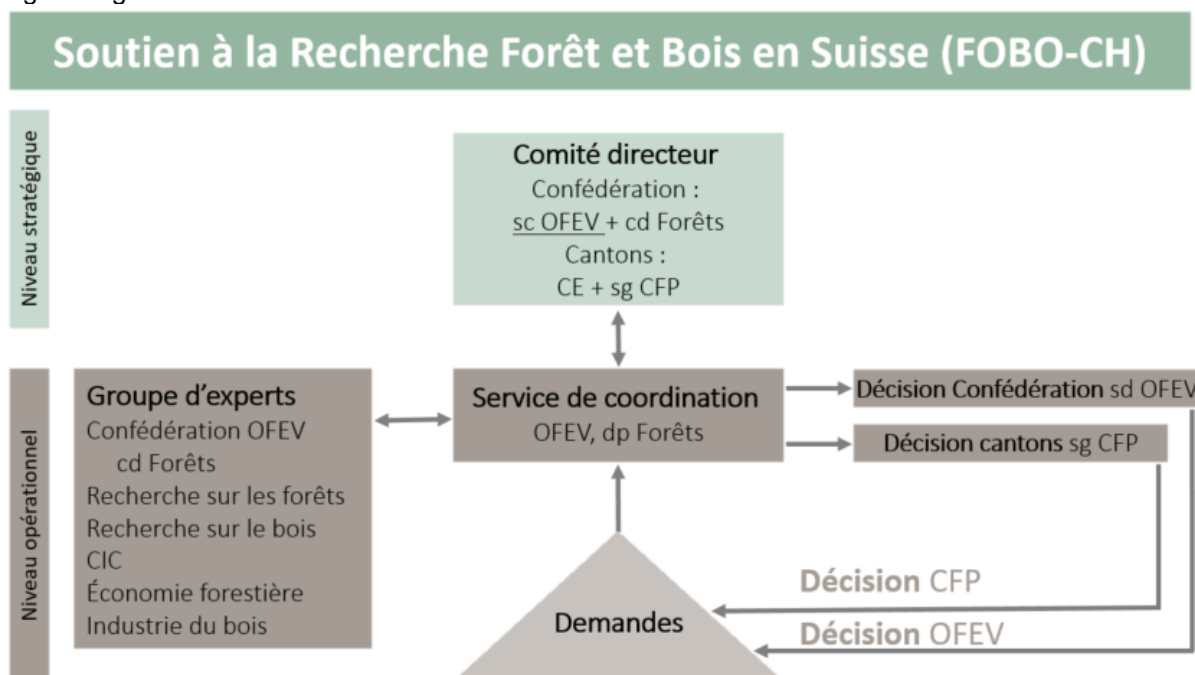 Soutien à la Recherche Forêt et Bois en Suisse (FOBO-CH)
Niveau stratégique
Comité directeur
Confédération :
sc OFEV + cd Forêts
Cantons :
CE + sg CFP
Niveau opérationnel
Groupe d'experts
Confédération OFEV
cd Forêts
Recherche sur les forêts
Recherche sur le bois
CIC
Économie forestière
Industrie du bois
Service de coordination
OFEV, dp Forêts
Décision Confédération sd OFEV
Décision cantons sg CFP
Décision CFP
Décision OFEV
Demandes